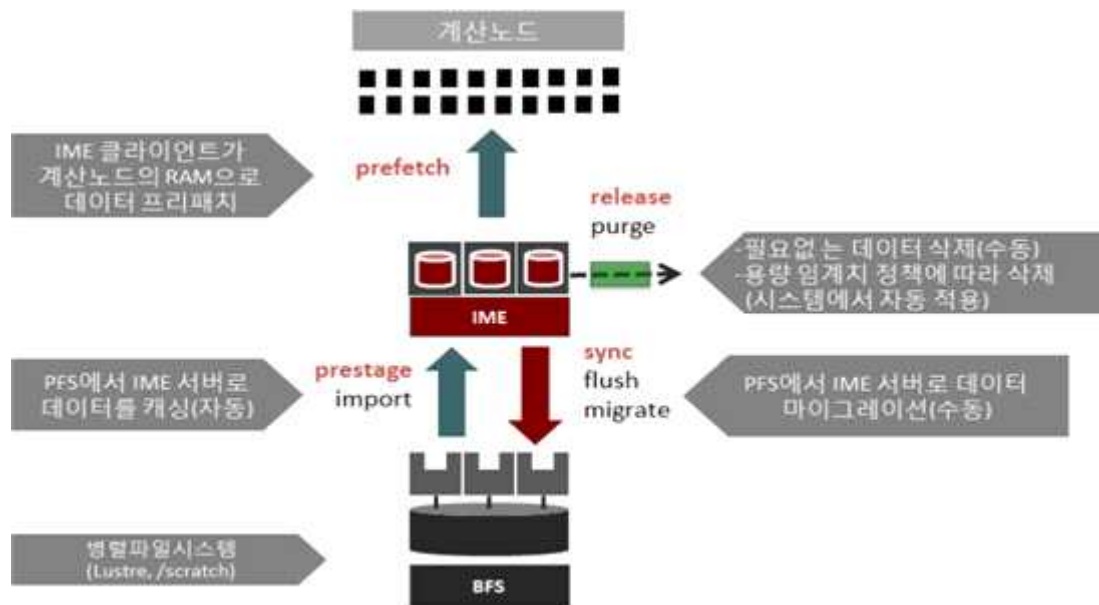 계산노드
IME 클라이언트가
계산노드의 RAM으로
데이터 프리패치
prefetch
release
purge
-필요없 는 데이터 삭제(수동)
-용량 임계치 정책에 따라 삭제
(시스템에서 자동 적용)
IME
PFS에서 IME 서버로
데이터를 캐싱(자동)
prestage
import
sync
flush
migrate
PFS에서 IME 서버로 데이터
마이그레이션(수동)
병렬파일시스템
(Lustre, /scratch)
BFS